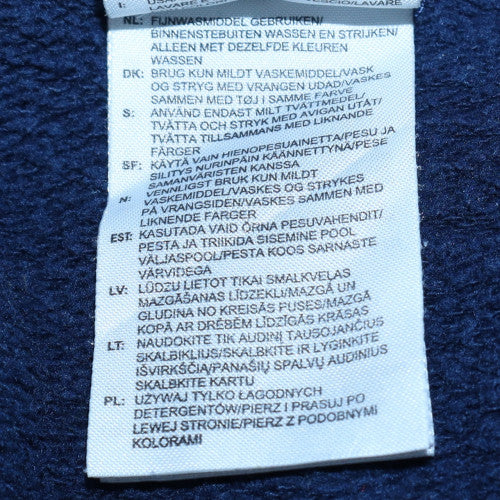 NL: FIJNWASMIDDEL GEBRUIKEN/
BINNENSTEBUITEN WASSEN EN STRIJKEN/
ALLEEN MET DEZELFDE KLEUREN
WASSEN
DK: BRUG KUN MILDT VASKEMIDDEL/VASK
OG STRYG MED VRANGEN UDAD/VASKES
SAMMEN MED TØJ I SAMME FARVE
S: ANVÄND ENDAST MILT TVÄTTMEDEL/
TVÄTTA OCH STRYK MED AVIGAN UTÅT/
TVÄTTA TILLSAMMANS MED LIKNANDE
FÄRGER
SF: KÄYTÄ VAIN HIENOPESUAINETTA/PESU JA
SILITYS NURINPÄIN KÄÄNNETTYNÄ/PESE
SAMANVÄRISTEN KANSSA
N: VENNLIGST BRUK KUN MILDT
VASKEMIDDEL/VASKES OG STRYKES
PÅ VRANGSIDEN/VASKES SAMMEN MED
LIKNENDE FARGER
EST: KASUTADA VAID ÕRNA PESUVAHENDIT/
PESTA JA TRIIKIDA SISEMINE POOL
VÄLJASPOOL/PESTA KOOS SARNASTE
VÄRVIDEGA
LV: LŪDZU LIETOT TIKAI SMALKVEĻAS
MAZGĀŠANAS LĪDZEKLI/MAZGĀ UN
GLUDINA NO KREISĀS PUSES/MAZGĀ
KOPĀ AR DRĒBĒM LĪDZĪGĀS KRĀSAS
LT: NAUDOKITE TIK AUDINĮ TAUSOJANČIUS
SKALBIKLIUS/SKALBKITE IR LYGINKITE
IŠVIRKŠČIĄ/PANAŠIŲ SPALVŲ AUDINIUS
SKALBKITE KARTU
PL: UŻYWAJ TYLKO ŁAGODNYCH
DETERGENTÓW/PIERZ I PRASUJ PO
LEWEJ STRONIE/PIERZ Z PODOBNYMI
KOLORAMI